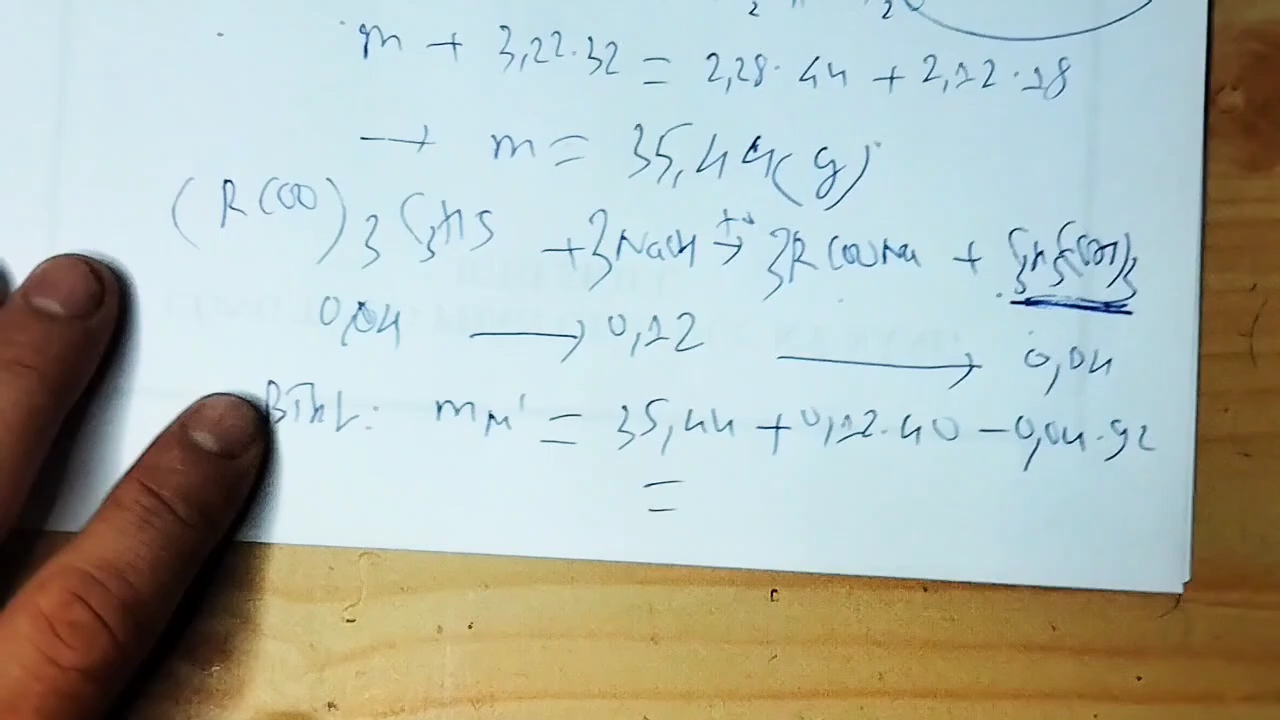 m + 3,22.32 = 2,28.44 + 2,12.18
→ m = 35,44 (g)
(RCOO)3C3H5 + 3NaOH →t° 3RCOONa + C3H5(OH)3
0,04 → 0,12 → 0,04
BTKL: mM' = 35,44 + 0,12.40 - 0,04.92
=